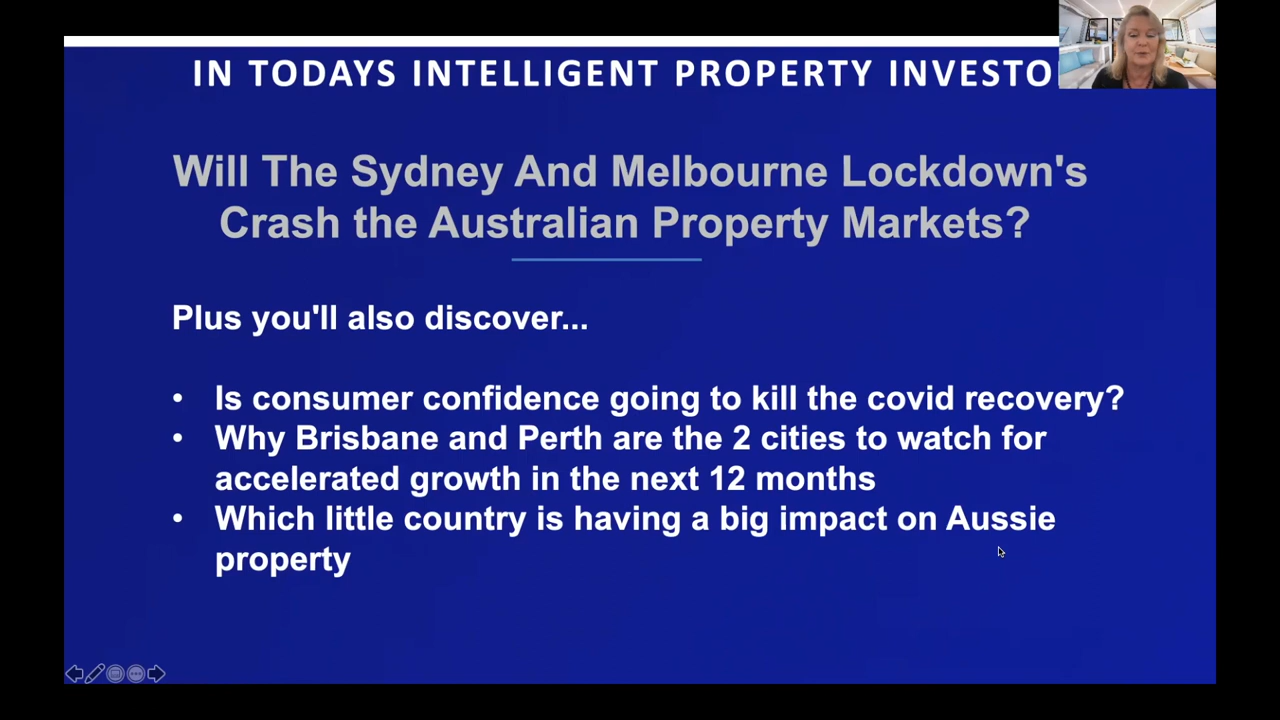 IN TODAYS INTELLIGENT PROPERTY INVESTO
Will The Sydney And Melbourne Lockdown's
Crash the Australian Property Markets?
Plus you'll also discover...
• Is consumer confidence going to kill the covid recovery?
• Why Brisbane and Perth are the 2 cities to watch for
accelerated growth in the next 12 months
• Which little country is having a big impact on Aussie
property